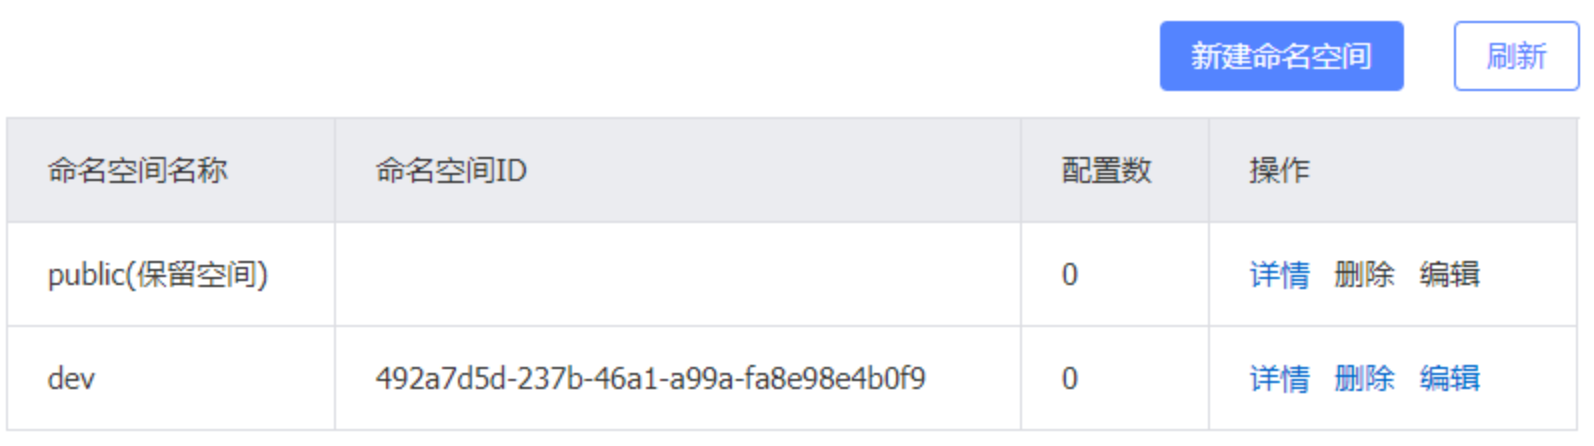 新建命名空间 刷新
命名空间名称 命名空间ID 配置数 操作
public(保留空间) 0 详情 删除 编辑
dev 492a7d5d-237b-46a1-a99a-fa8e98e4b0f9 0 详情 删除 编辑